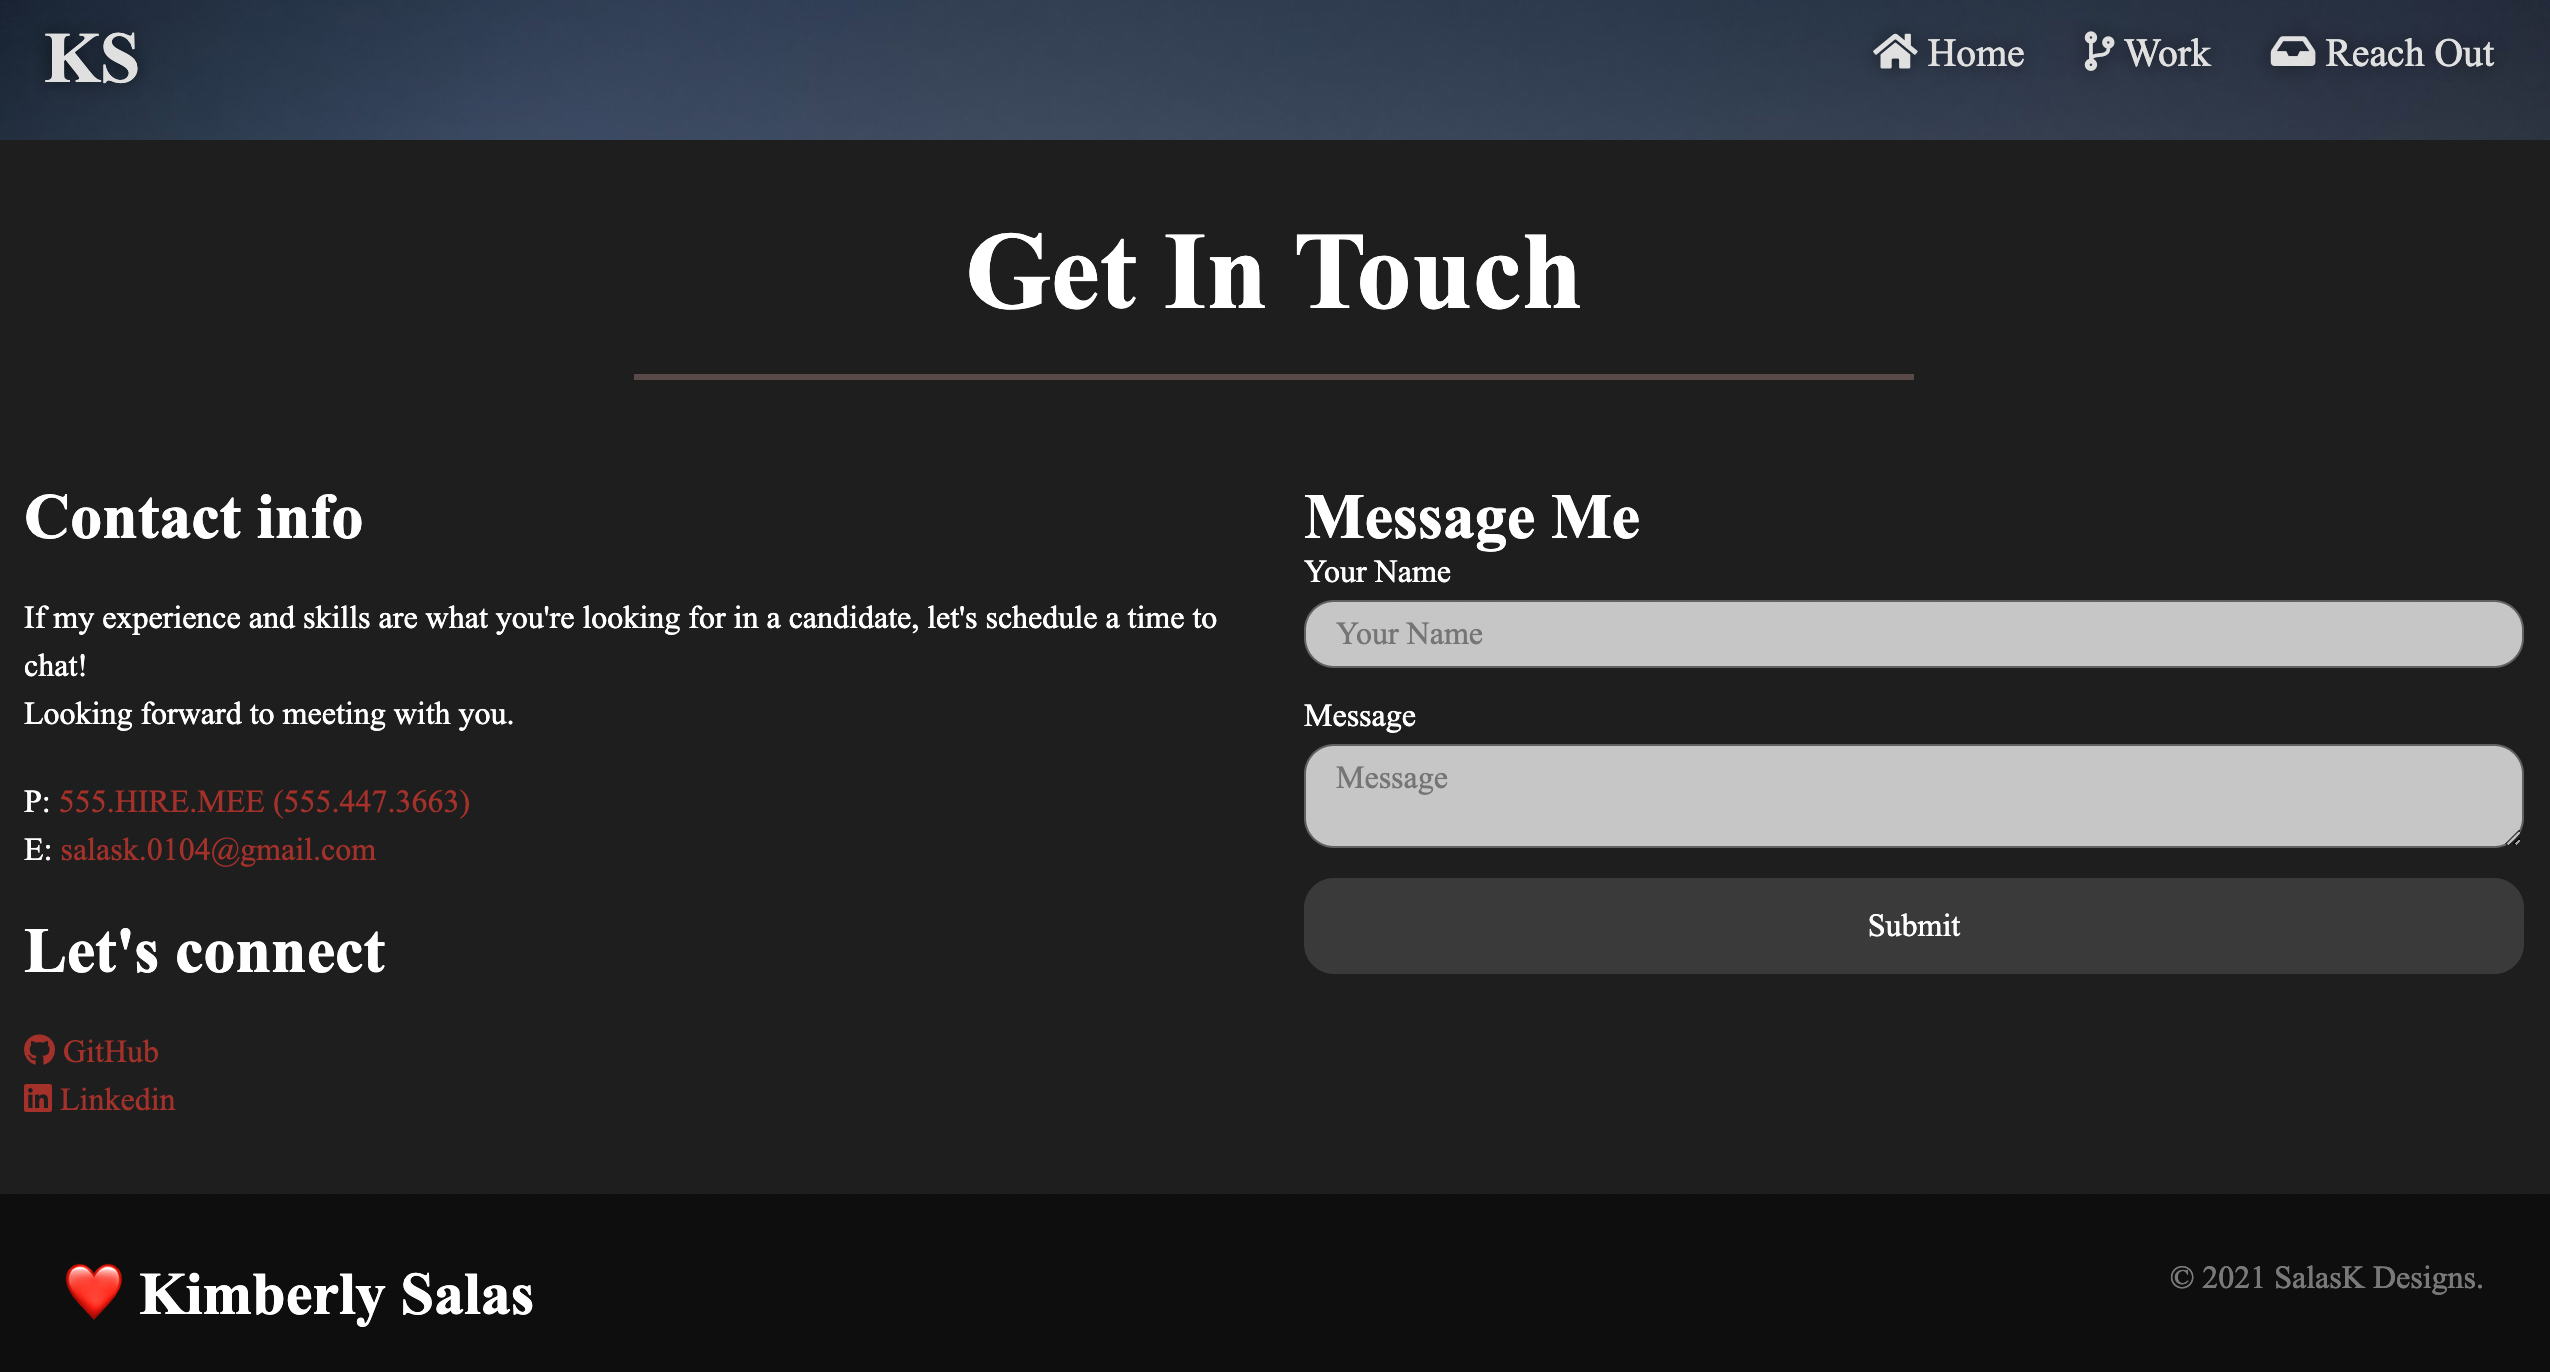 KS
Home
Work
Reach Out
Get In Touch
Contact info
If my experience and skills are what you're looking for in a candidate, let's schedule a time to
chat!
Looking forward to meeting with you.
P: 555.HIRE.MEE (555.447.3663)
E: salask.0104@gmail.com
Let's connect
GitHub
Linkedin
Message Me
Your Name
Your Name
Message
Message
Submit
❤️ Kimberly Salas
© 2021 SalasK Designs.